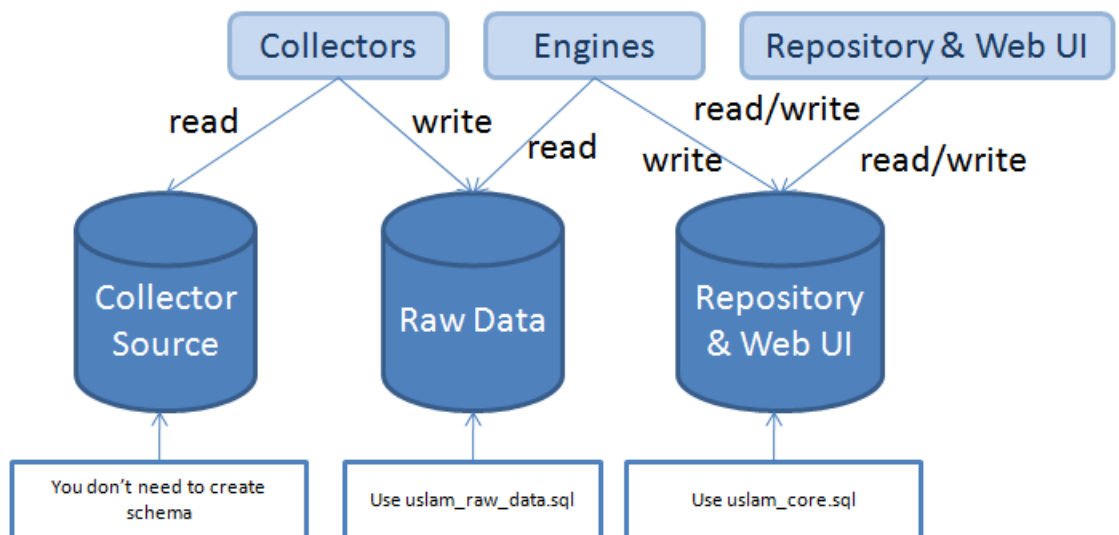 Collectors
Engines
Repository & Web UI
read
write
read
read/write
write
read/write
Collector
Source
Raw Data
Repository
& Web UI
You don’t need to create
schema
Use uslam_raw_data.sql
Use uslam_core.sql